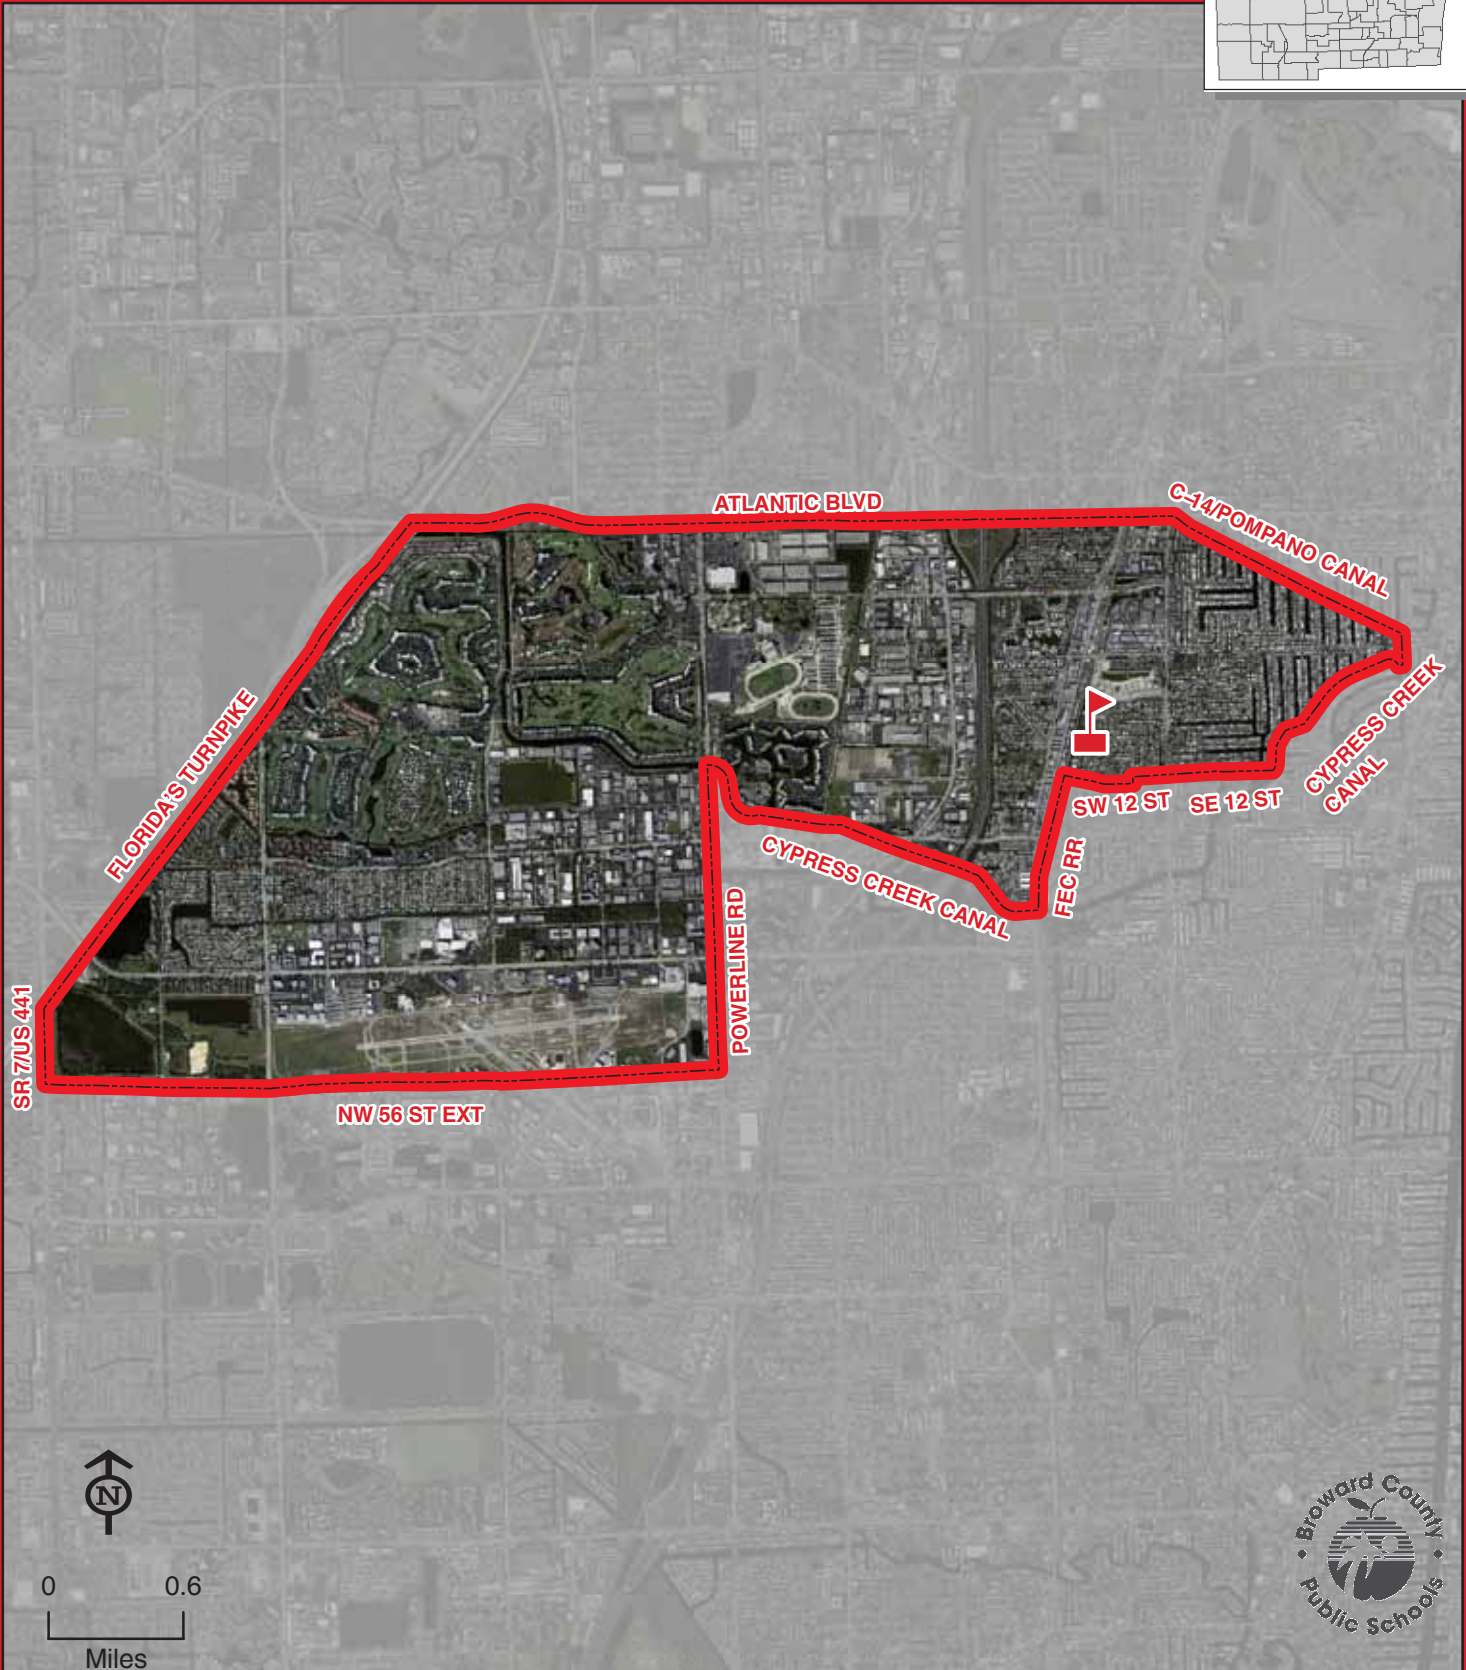 ATLANTIC BLVD
C-14/POMPANO CANAL
FLORIDA'S TURNPIKE
CYPRESS CREEK
CANAL
SW 12 ST
SE 12 ST
CYPRESS CREEK CANAL
FEC RR
POWERLINE RD
SR 7/US 441
NW 56 ST EXT
N
0 0.6
Miles
Broward County
• Public Schools •